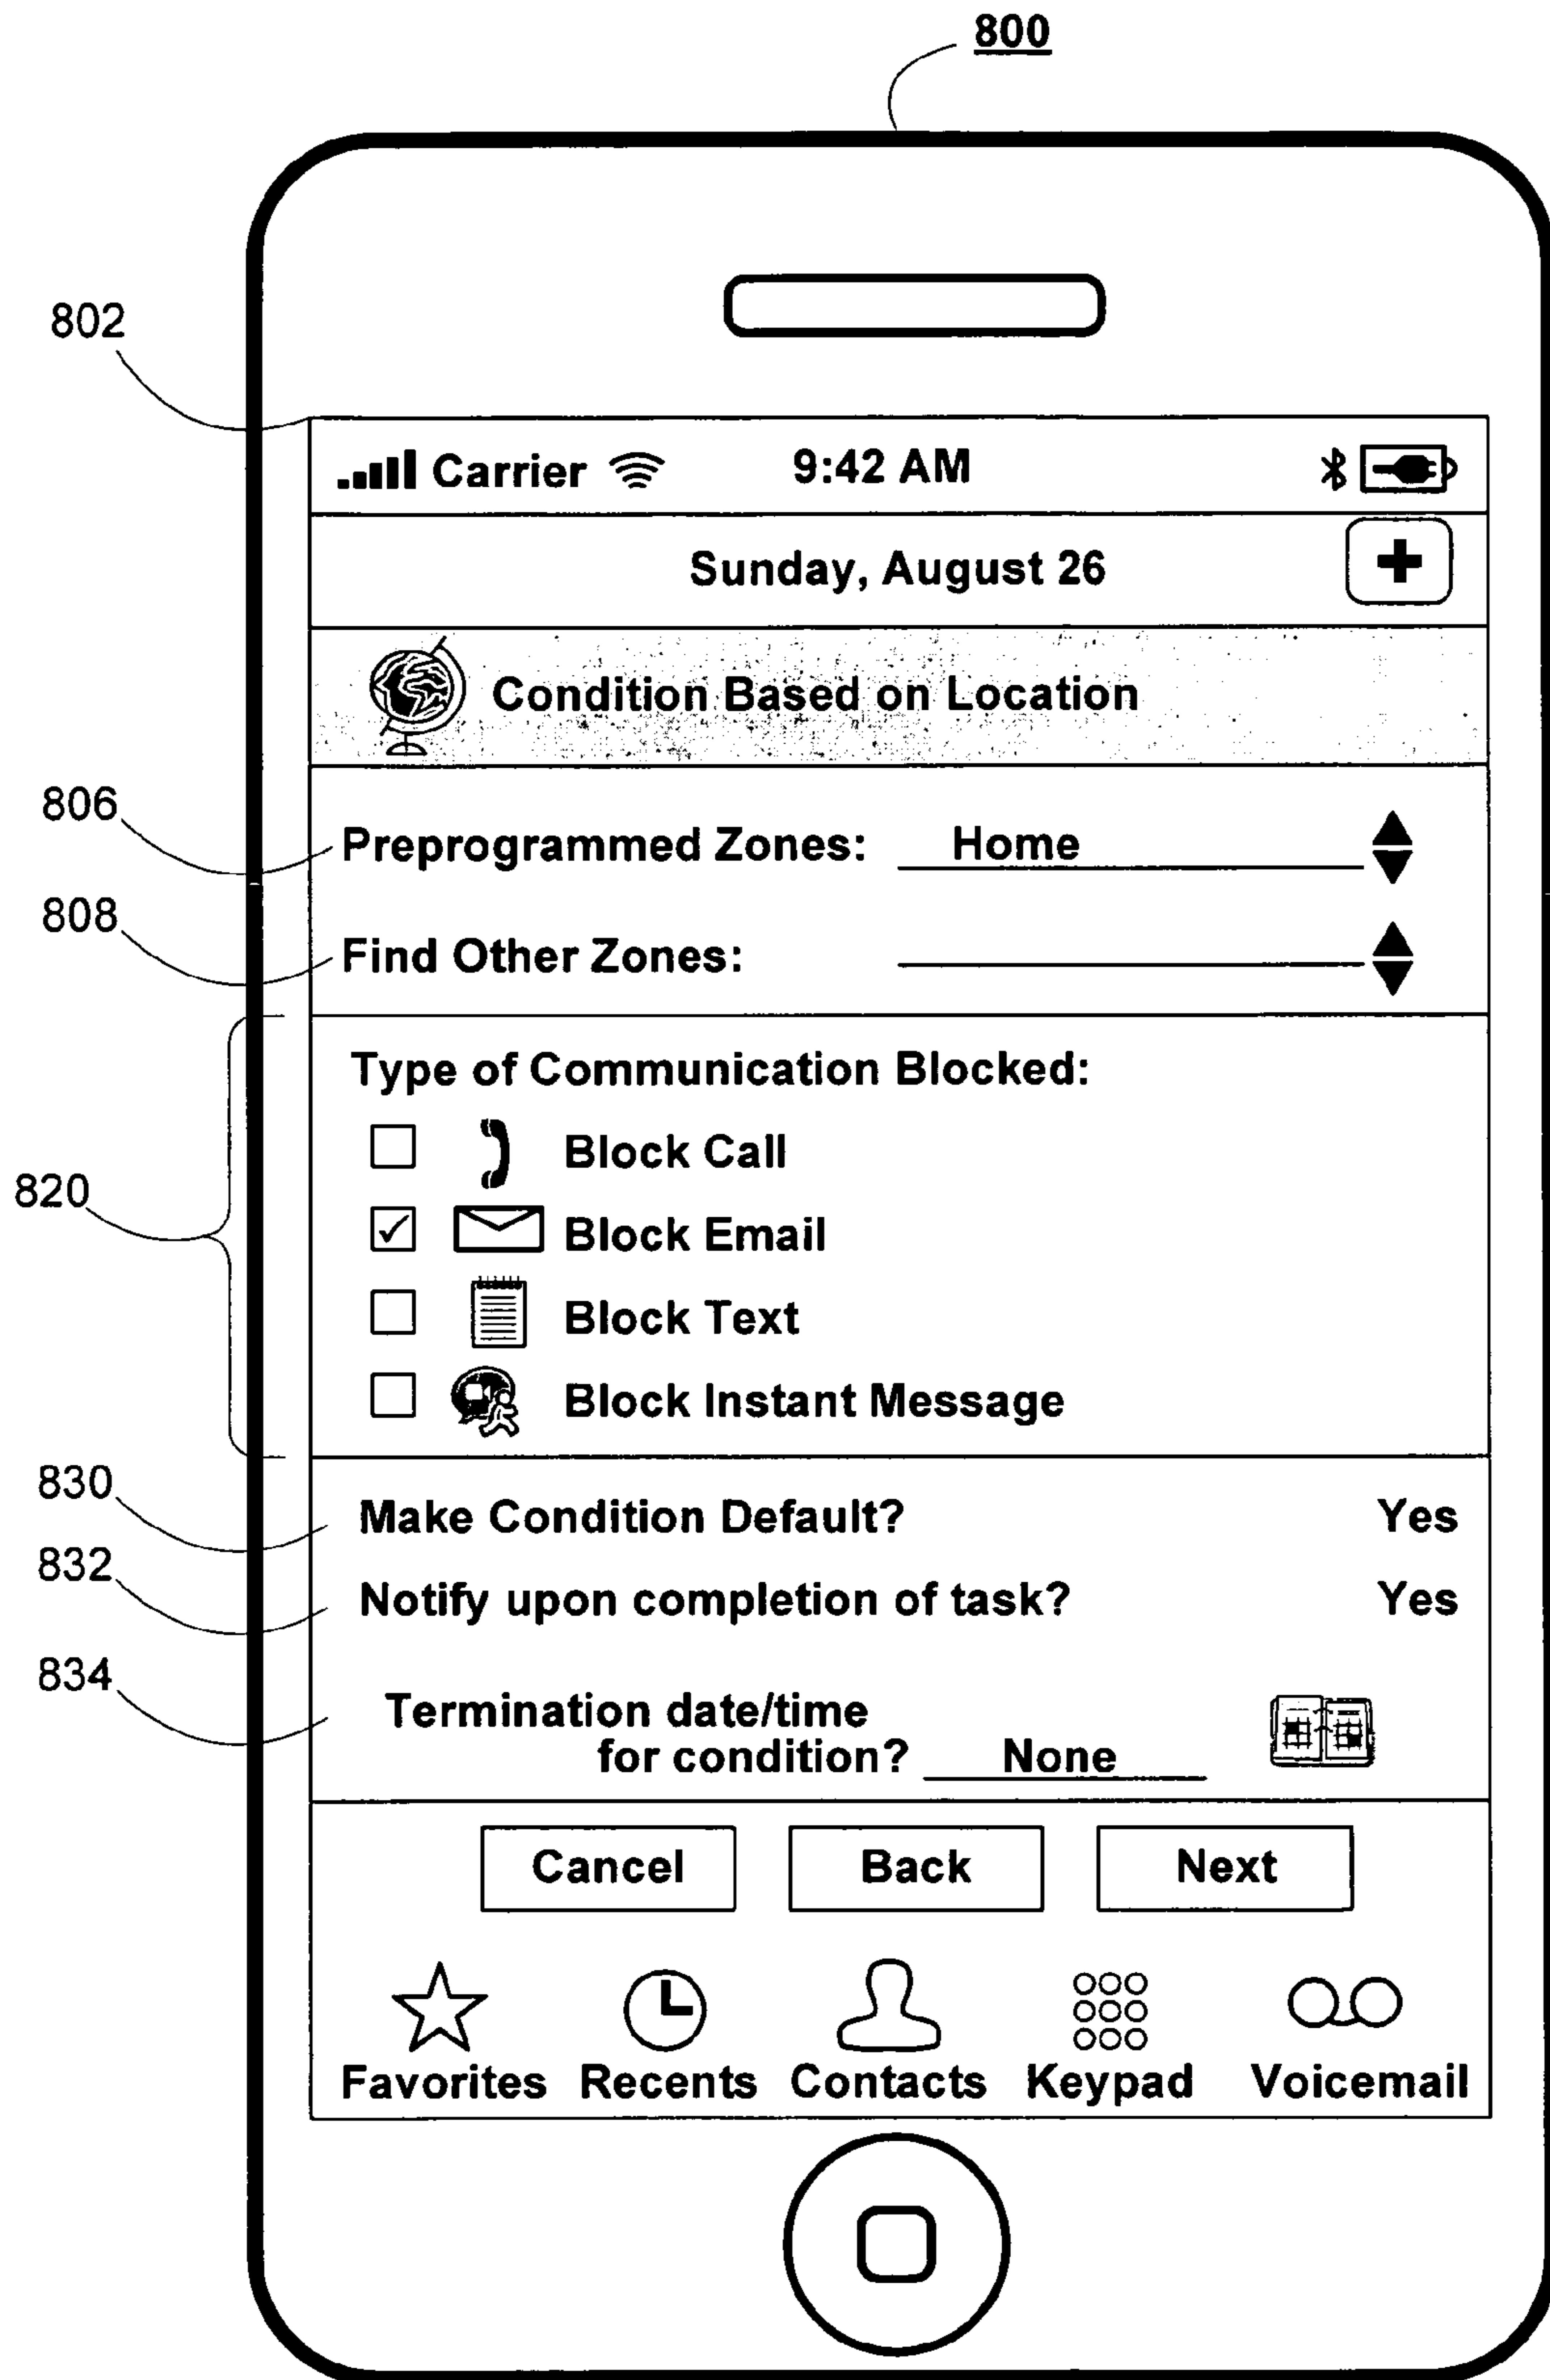 800
802
Carrier 9:42 AM
Sunday, August 26
Condition Based on Location
806
Preprogrammed Zones: Home
808
Find Other Zones:
Type of Communication Blocked:
Block Call
820
Block Email
Block Text
Block Instant Message
830
Make Condition Default? Yes
832
Notify upon completion of task? Yes
834
Termination date/time
for condition? None
Cancel Back Next
Favorites Recents Contacts Keypad Voicemail